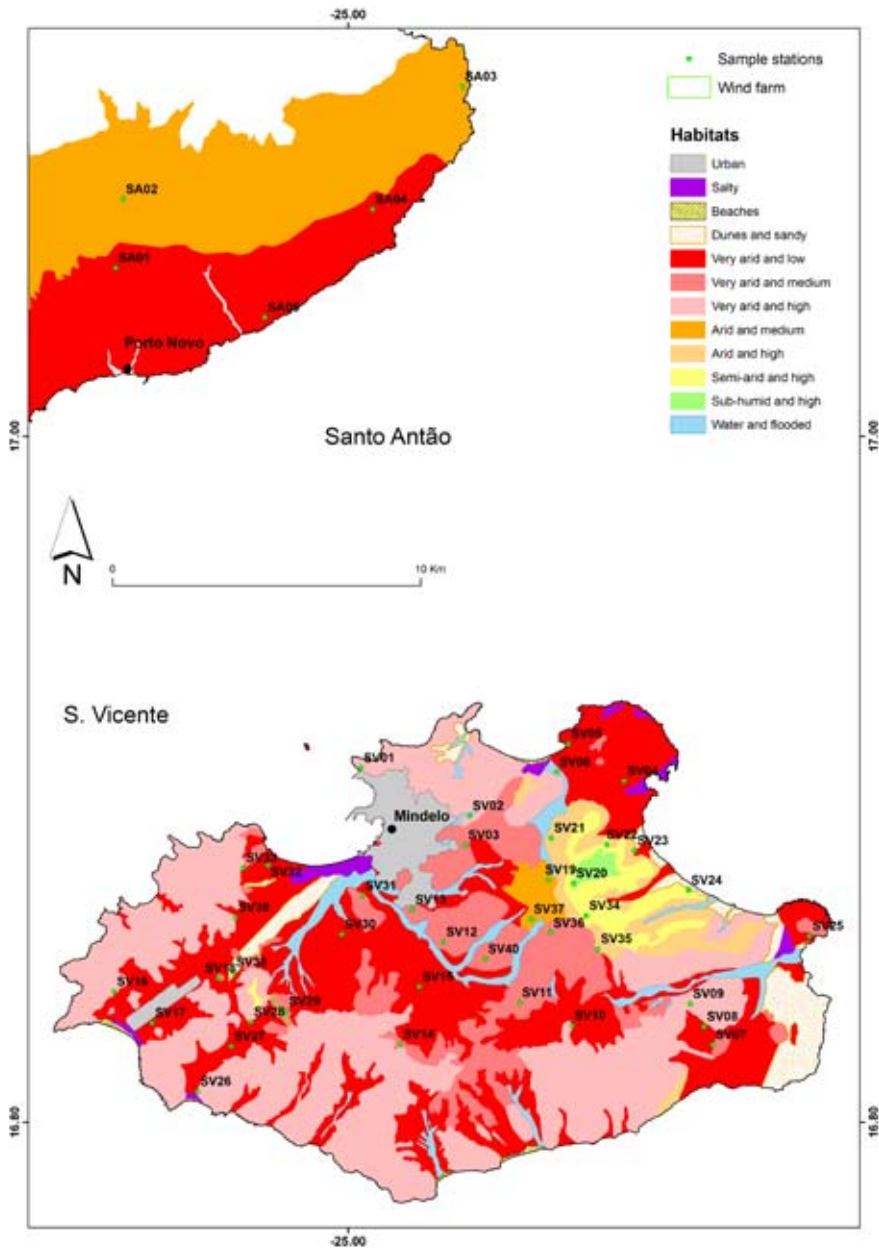 -25.00
SA03
Sample stations
Wind farm
Habitats
Urban
Salty
Beaches
Dunes and sandy
Very arid and low
Very arid and medium
Very arid and high
Arid and medium
Arid and high
Semi-arid and high
Sub-humid and high
Water and flooded
SA02
SA04
SA01
SA05
Porto Novo
17.00
17.00
Santo Antão
N
0
10 Km
S. Vicente
SV05
SV01
SV06
SV04
SV02
Mindelo
SV21
SV22
SV23
SV03
SV33
SV32
SV19
SV20
SV24
SV31
SV13
SV39
SV37
SV34
SV30
SV36
SV25
SV12
SV35
SV40
SV38
SV18
SV16
SV15
SV11
SV09
SV29
SV28
SV17
SV10
SV08
SV27
SV14
SV07
SV26
16.80
16.80
-25.00